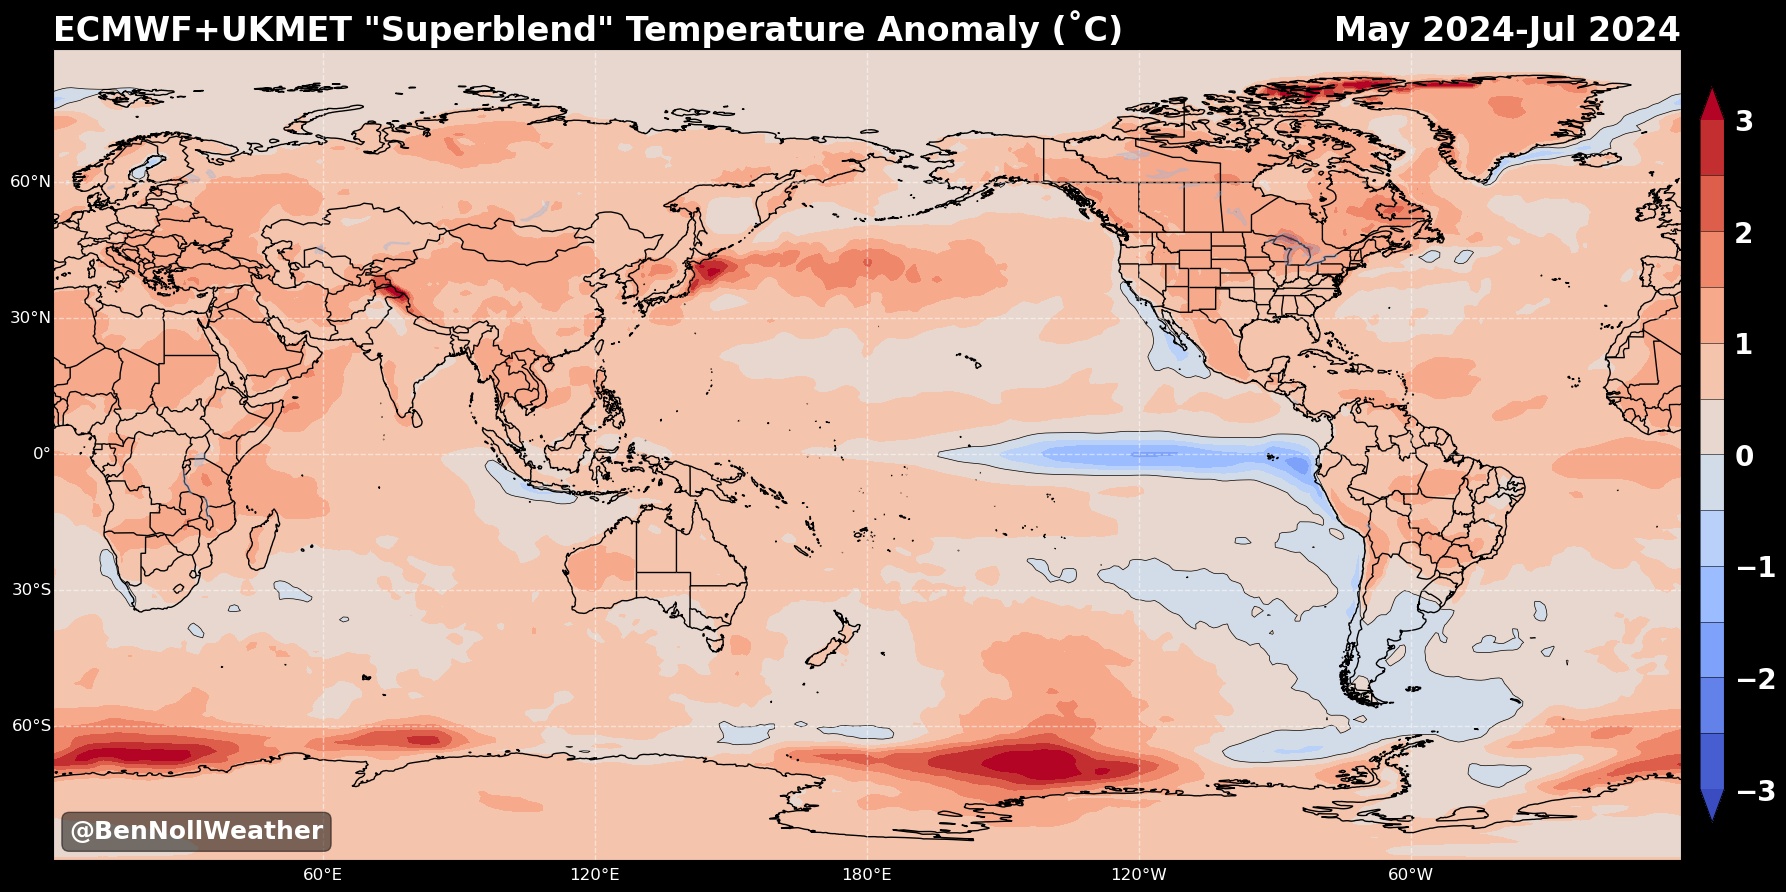 ECMWF+UKMET "Superblend" Temperature Anomaly (˚C) May 2024-Jul 2024
60°N
30°N
0°
30°S
60°S
3
2
1
0
−1
−2
−3
@BenNollWeather
60°E 120°E 180°E 120°W 60°W